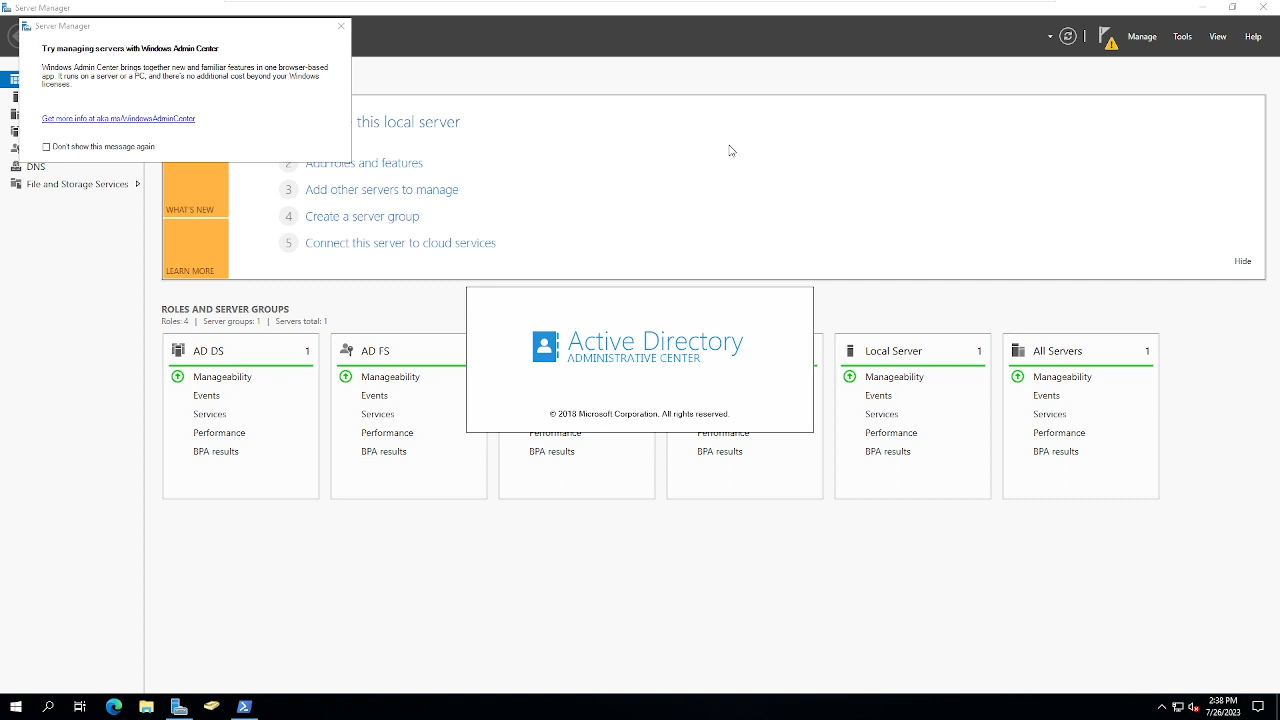 Server Manager
Server Manager
Manage
Tools
View
Help
Try managing servers with Windows Admin Center
Windows Admin Center brings together new and familiar features in one browser-based
app. It runs on a server or a PC, and there's no additional cost beyond your Windows
licenses.
Get more info at aka.ms/WindowsAdminCenter
Don't show this message again
this local server
2 Add roles and features
3 Add other servers to manage
4 Create a server group
5 Connect this server to cloud services
WHAT'S NEW
LEARN MORE
Hide
DNS
File and Storage Services
ROLES AND SERVER GROUPS
Roles: 4 | Server groups: 1 | Servers total: 1
AD DS 1
Manageability
Events
Services
Performance
BPA results
AD FS
Manageability
Events
Services
Performance
BPA results
Active Directory
ADMINISTRATIVE CENTER
© 2018 Microsoft Corporation. All rights reserved.
Performance
BPA results
Performance
BPA results
Local Server 1
Manageability
Events
Services
Performance
BPA results
All Servers 1
Manageability
Events
Services
Performance
BPA results
2:38 PM
7/26/2023